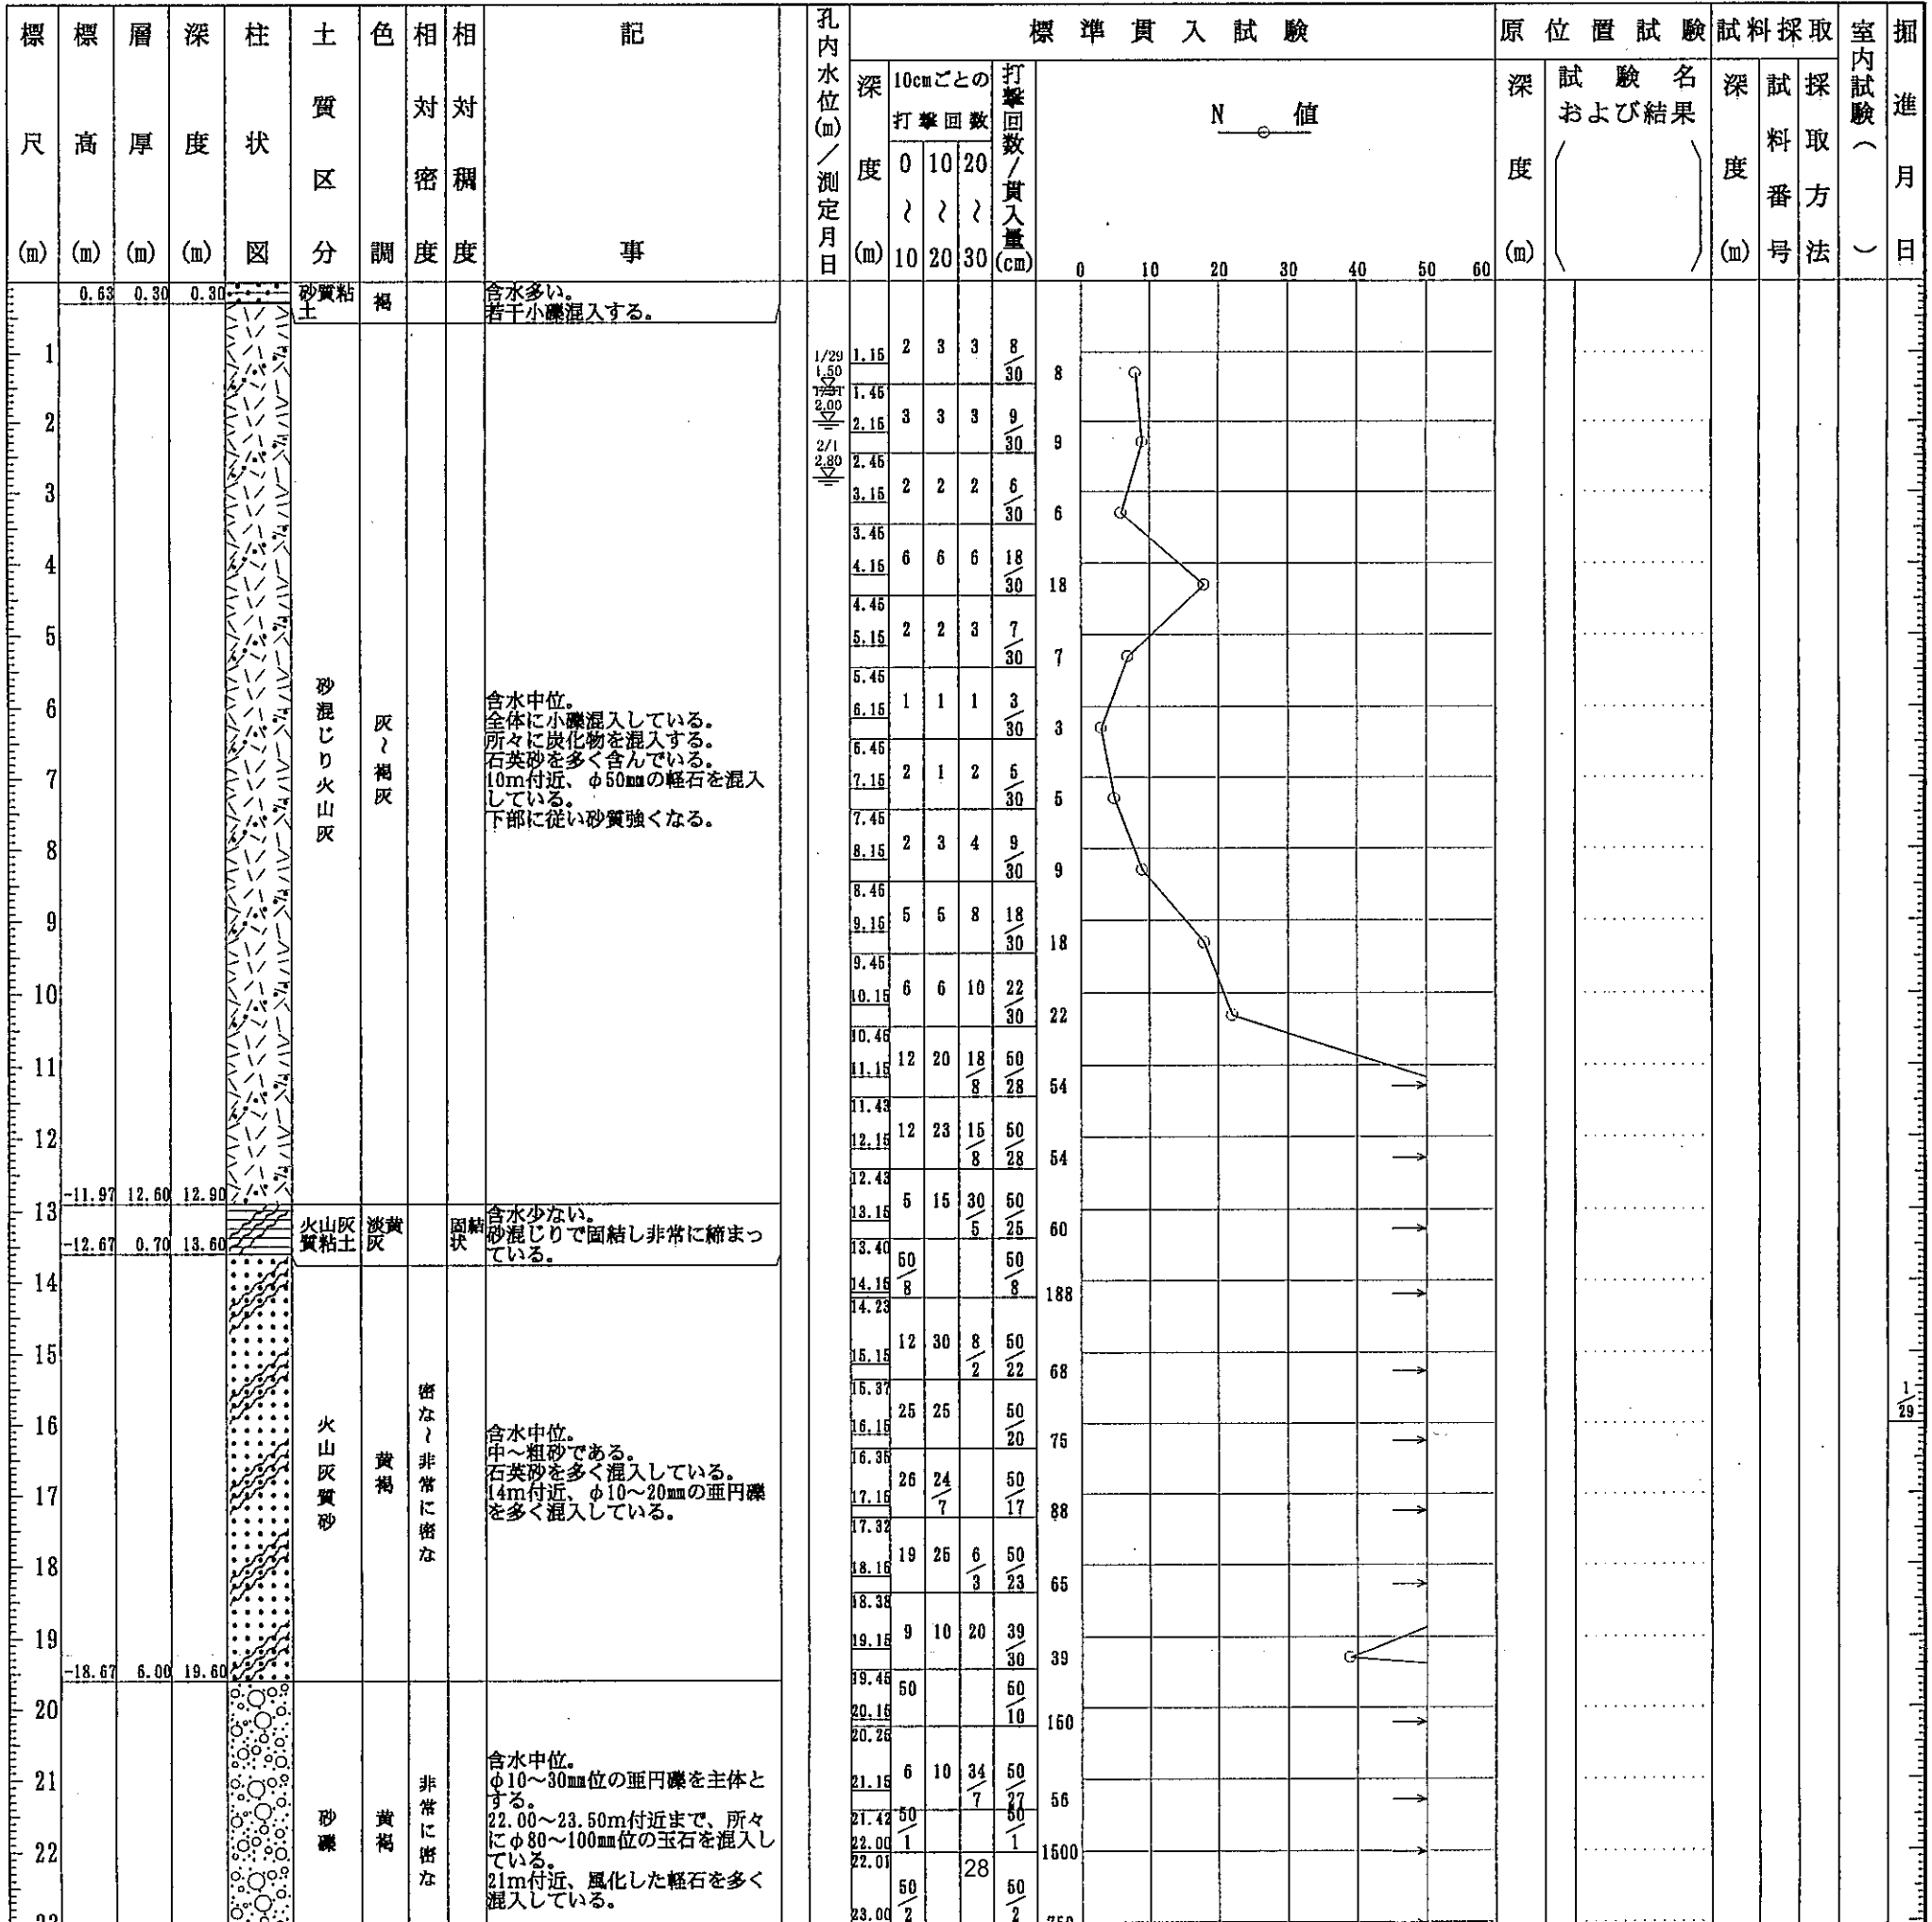 標尺(m) 標高(m) 層厚(m) 深度(m) 柱状図 土質区分 色調 相対密度 相対稠度 記事 孔内水位(m)/測定月日 標準貫入試験 原位置試験 試料採取 室内試験( ) 掘進月日
深度(m) 10cmごとの打撃回数 打撃回数/貫入量(cm) N 値 深度(m) 試験名および結果( ) 深度(m) 試料番号 採取方法
0~10 10~20 20~30
0 10 20 30 40 50 60
0.63 0.30 0.30 砂質粘土 褐
含水多い。
若干小礫混入する。
1 1/29 1.50 1.15 2 3 3 8/30 8
1.45
2 2.00 2.15 3 3 3 9/30 9
2/1 2.80 2.45
3 3.15 2 2 2 6/30 6
3.45
4 4.15 6 6 6 18/30 18
4.45
5 5.15 2 2 3 7/30 7
5.45
6 6.15 1 1 1 3/30 3
6.45
7 7.15 2 1 2 5/30 5
7.45
8 8.15 2 3 4 9/30 9
8.45
9 9.15 5 5 8 18/30 18
9.45
10 10.15 6 6 10 22/30 22
10.45
11 11.15 12 20 18/8 50/28 54
11.43
12 12.15 12 23 15/8 50/28 54
12.43
砂混じり火山灰 灰~褐灰
含水中位。
全体に小礫混入している。
所々に炭化物を混入する。
石英砂を多く含んでいる。
10m付近、φ50mmの軽石を混入
している。
下部に従い砂質強くなる。
-11.97 12.60 12.90
13 13.15 5 15 30/5 50/25 60
13.40
火山灰質粘土 淡黄灰 固結状
含水少ない。
砂混じりで固結し非常に締まっ
ている。
-12.67 0.70 13.60
14 14.15 50/8 50/8 188
14.23
15 15.15 12 30 8/2 50/22 68
15.37
1/29
16 16.15 25 25 50/20 75
16.35
17 17.15 26 24/7 50/17 88
17.32
18 18.15 19 25 6/3 50/23 65
18.38
19 19.15 9 10 20 39/30 39
19.45
火山灰質砂 黄褐 密な~非常に密な
含水中位。
中~粗砂である。
石英砂を多く混入している。
14m付近、φ10~20mmの亜円礫
を多く混入している。
-18.67 6.00 19.60
20 20.15 50 50/10 150
20.25
21 21.15 6 10 34/7 50/27 56
21.42
22 22.00 50/1 50/1 1500
22.01
28
23.00 50/2 50/2
砂礫 黄褐 非常に密な
含水中位。
φ10~30mm位の亜円礫を主体と
する。
22.00~23.50m付近まで、所々
にφ80~100mm位の玉石を混入し
ている。
21m付近、風化した軽石を多く
混入している。